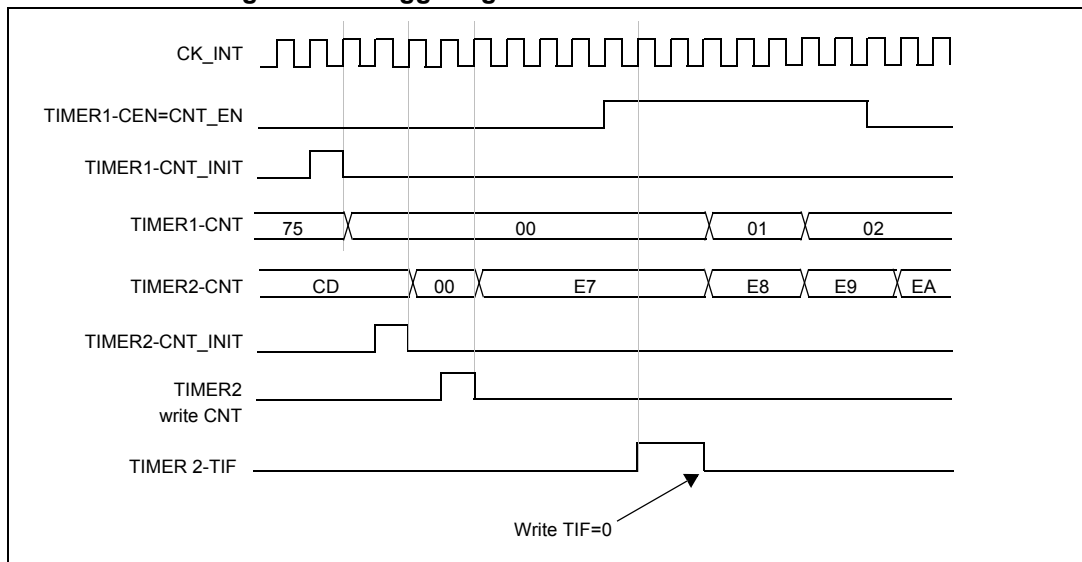 CK_INT
TIMER1-CEN=CNT_EN
TIMER1-CNT_INIT
TIMER1-CNT 75 00 01 02
TIMER2-CNT CD 00 E7 E8 E9 EA
TIMER2-CNT_INIT
TIMER2
write CNT
TIMER 2-TIF
Write TIF=0